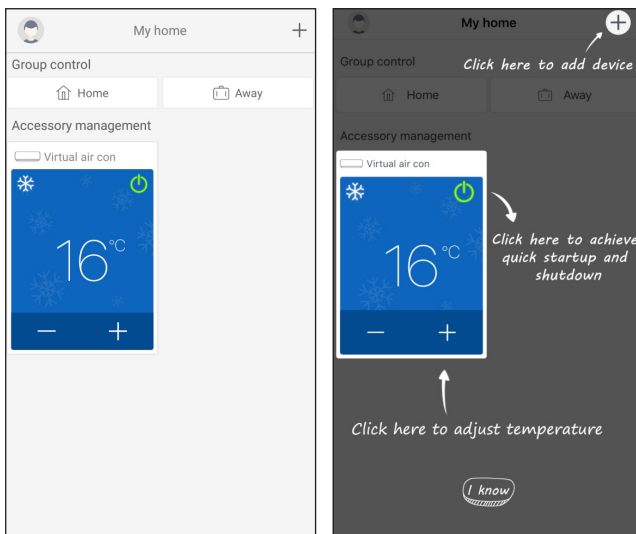 My home
Group control
Home
Away
Accessory management
Virtual air con
16°C
My home
Click here to add device
Group control
Home
Away
Accessory management
Virtual air con
16°C
Click here to achieve
quick startup and
shutdown
Click here to adjust temperature
I know